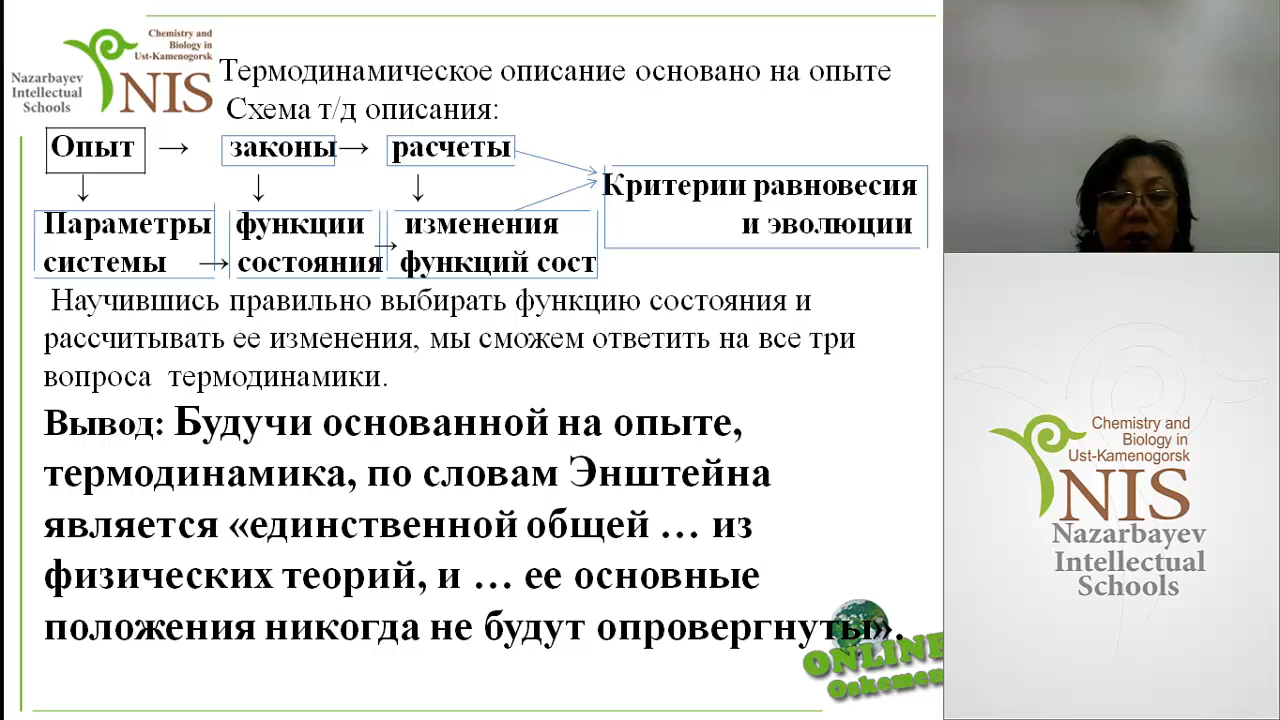 Chemistry and
Biology in
Ust-Kamenogorsk
Nazarbayev
Intellectual
Schools
NIS
Термодинамическое описание основано на опыте
Схема т/д описания:
Опыт → законы → расчеты
↓ ↓ ↓
Критерии равновесия
и эволюции
Параметры функции → изменения
системы → состояния функций сост
Научившись правильно выбирать функцию состояния и
рассчитывать ее изменения, мы сможем ответить на все три
вопроса термодинамики.
Вывод: Будучи основанной на опыте,
термодинамика, по словам Энштейна
является «единственной общей … из
физических теорий, и … ее основные
положения никогда не будут опровергнуты».
ONLINE
Oskemen
Chemistry and
Biology in
Ust-Kamenogorsk
NIS
Nazarbayev
Intellectual
Schools